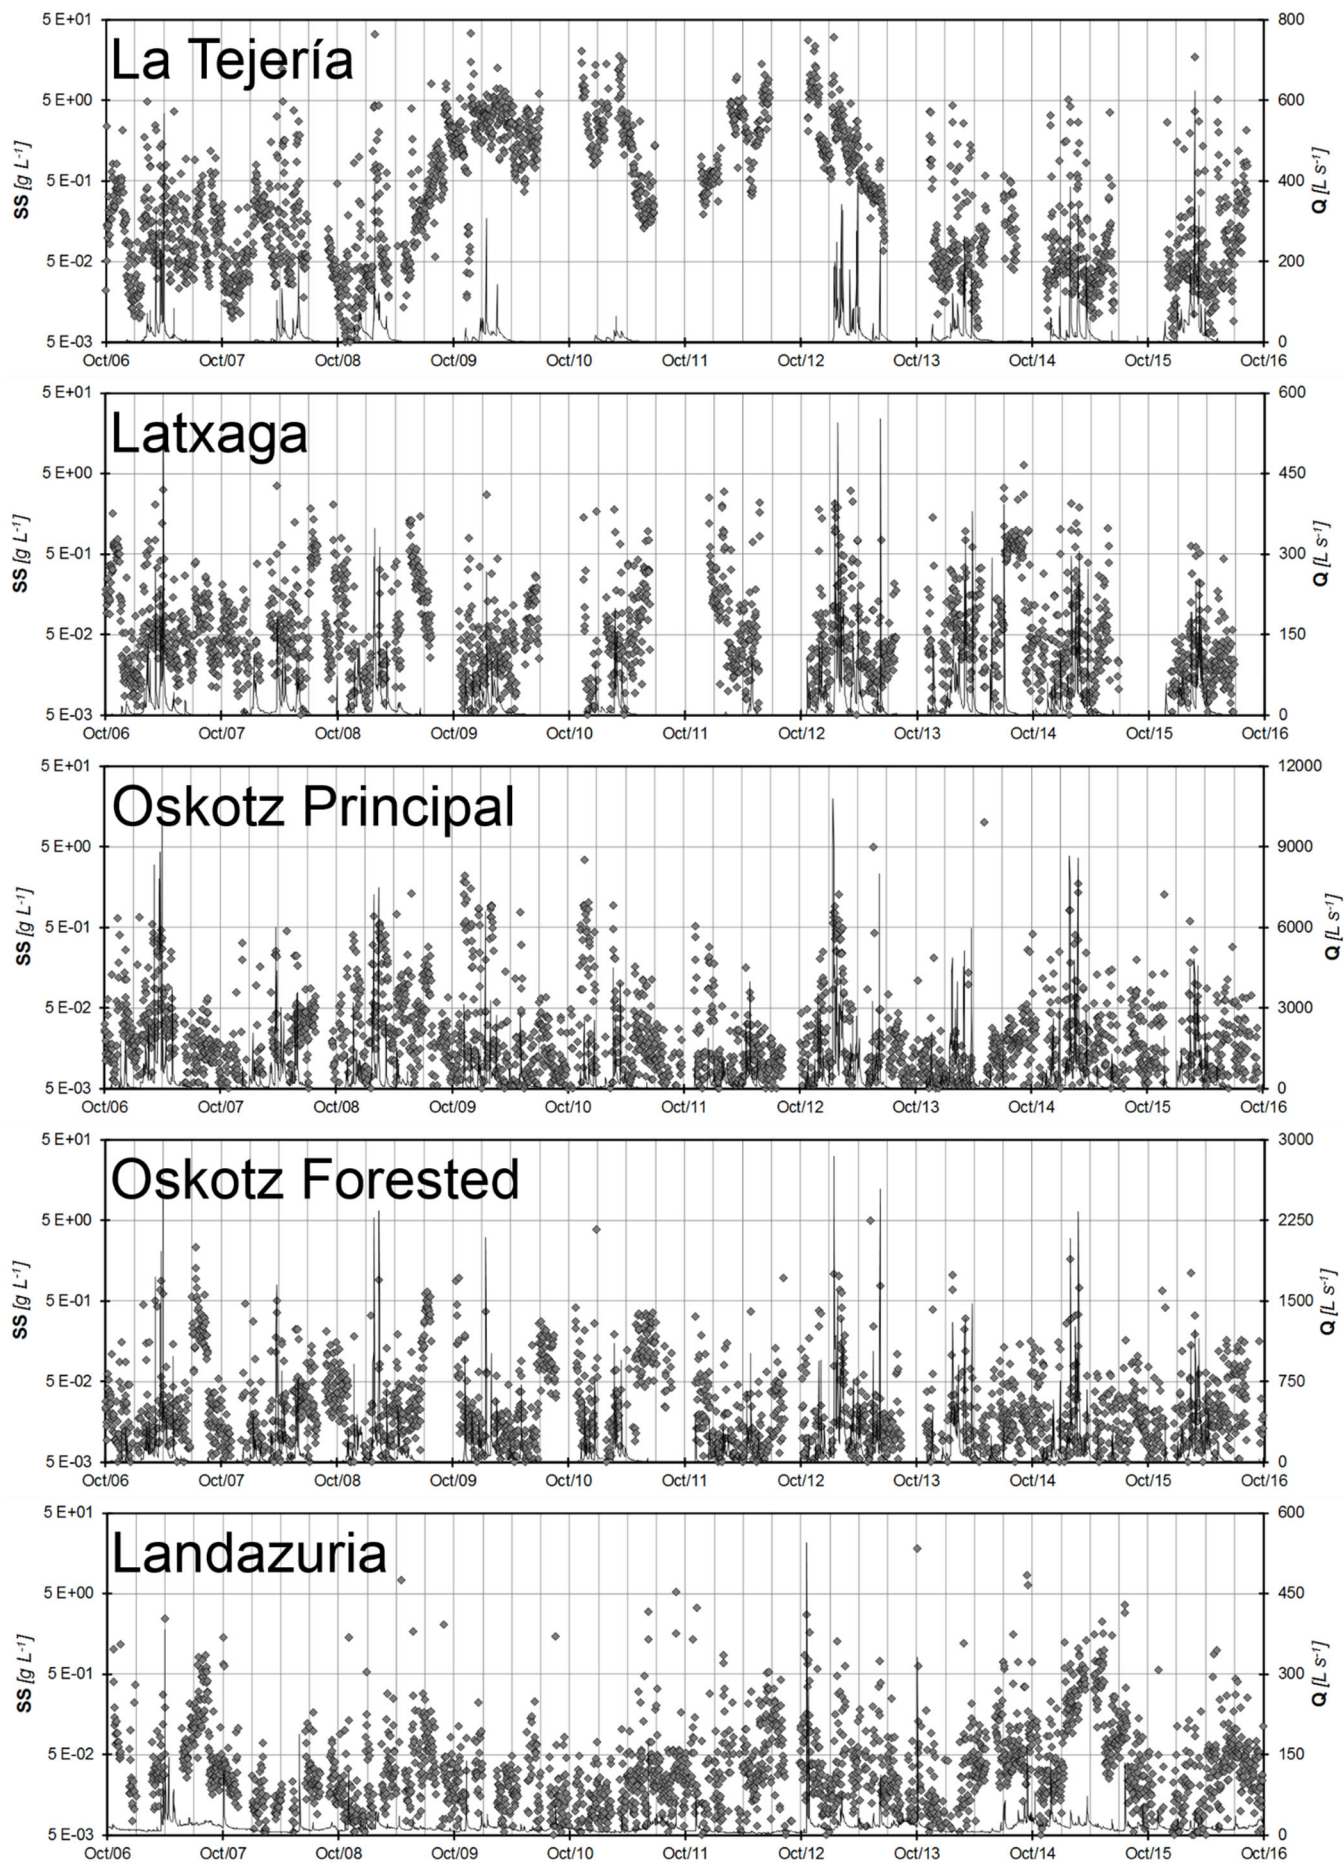 5 E+01 800
La Tejería
5 E+00 600
SS [g L-1] 5 E-01 400 Q [L s-1]
5 E-02 200
5 E-03 0
Oct/06 Oct/07 Oct/08 Oct/09 Oct/10 Oct/11 Oct/12 Oct/13 Oct/14 Oct/15 Oct/16
5 E+01 600
Latxaga
5 E+00 450
SS [g L-1] 5 E-01 300 Q [L s-1]
5 E-02 150
5 E-03 0
Oct/06 Oct/07 Oct/08 Oct/09 Oct/10 Oct/11 Oct/12 Oct/13 Oct/14 Oct/15 Oct/16
5 E+01 12000
Oskotz Principal
5 E+00 9000
SS [g L-1] 5 E-01 6000 Q [L s-1]
5 E-02 3000
5 E-03 0
Oct/06 Oct/07 Oct/08 Oct/09 Oct/10 Oct/11 Oct/12 Oct/13 Oct/14 Oct/15 Oct/16
5 E+01 3000
Oskotz Forested
5 E+00 2250
SS [g L-1] 5 E-01 1500 Q [L s-1]
5 E-02 750
5 E-03 0
Oct/06 Oct/07 Oct/08 Oct/09 Oct/10 Oct/11 Oct/12 Oct/13 Oct/14 Oct/15 Oct/16
5 E+01 600
Landazuria
5 E+00 450
SS [g L-1] 5 E-01 300 Q [L s-1]
5 E-02 150
5 E-03 0
Oct/06 Oct/07 Oct/08 Oct/09 Oct/10 Oct/11 Oct/12 Oct/13 Oct/14 Oct/15 Oct/16